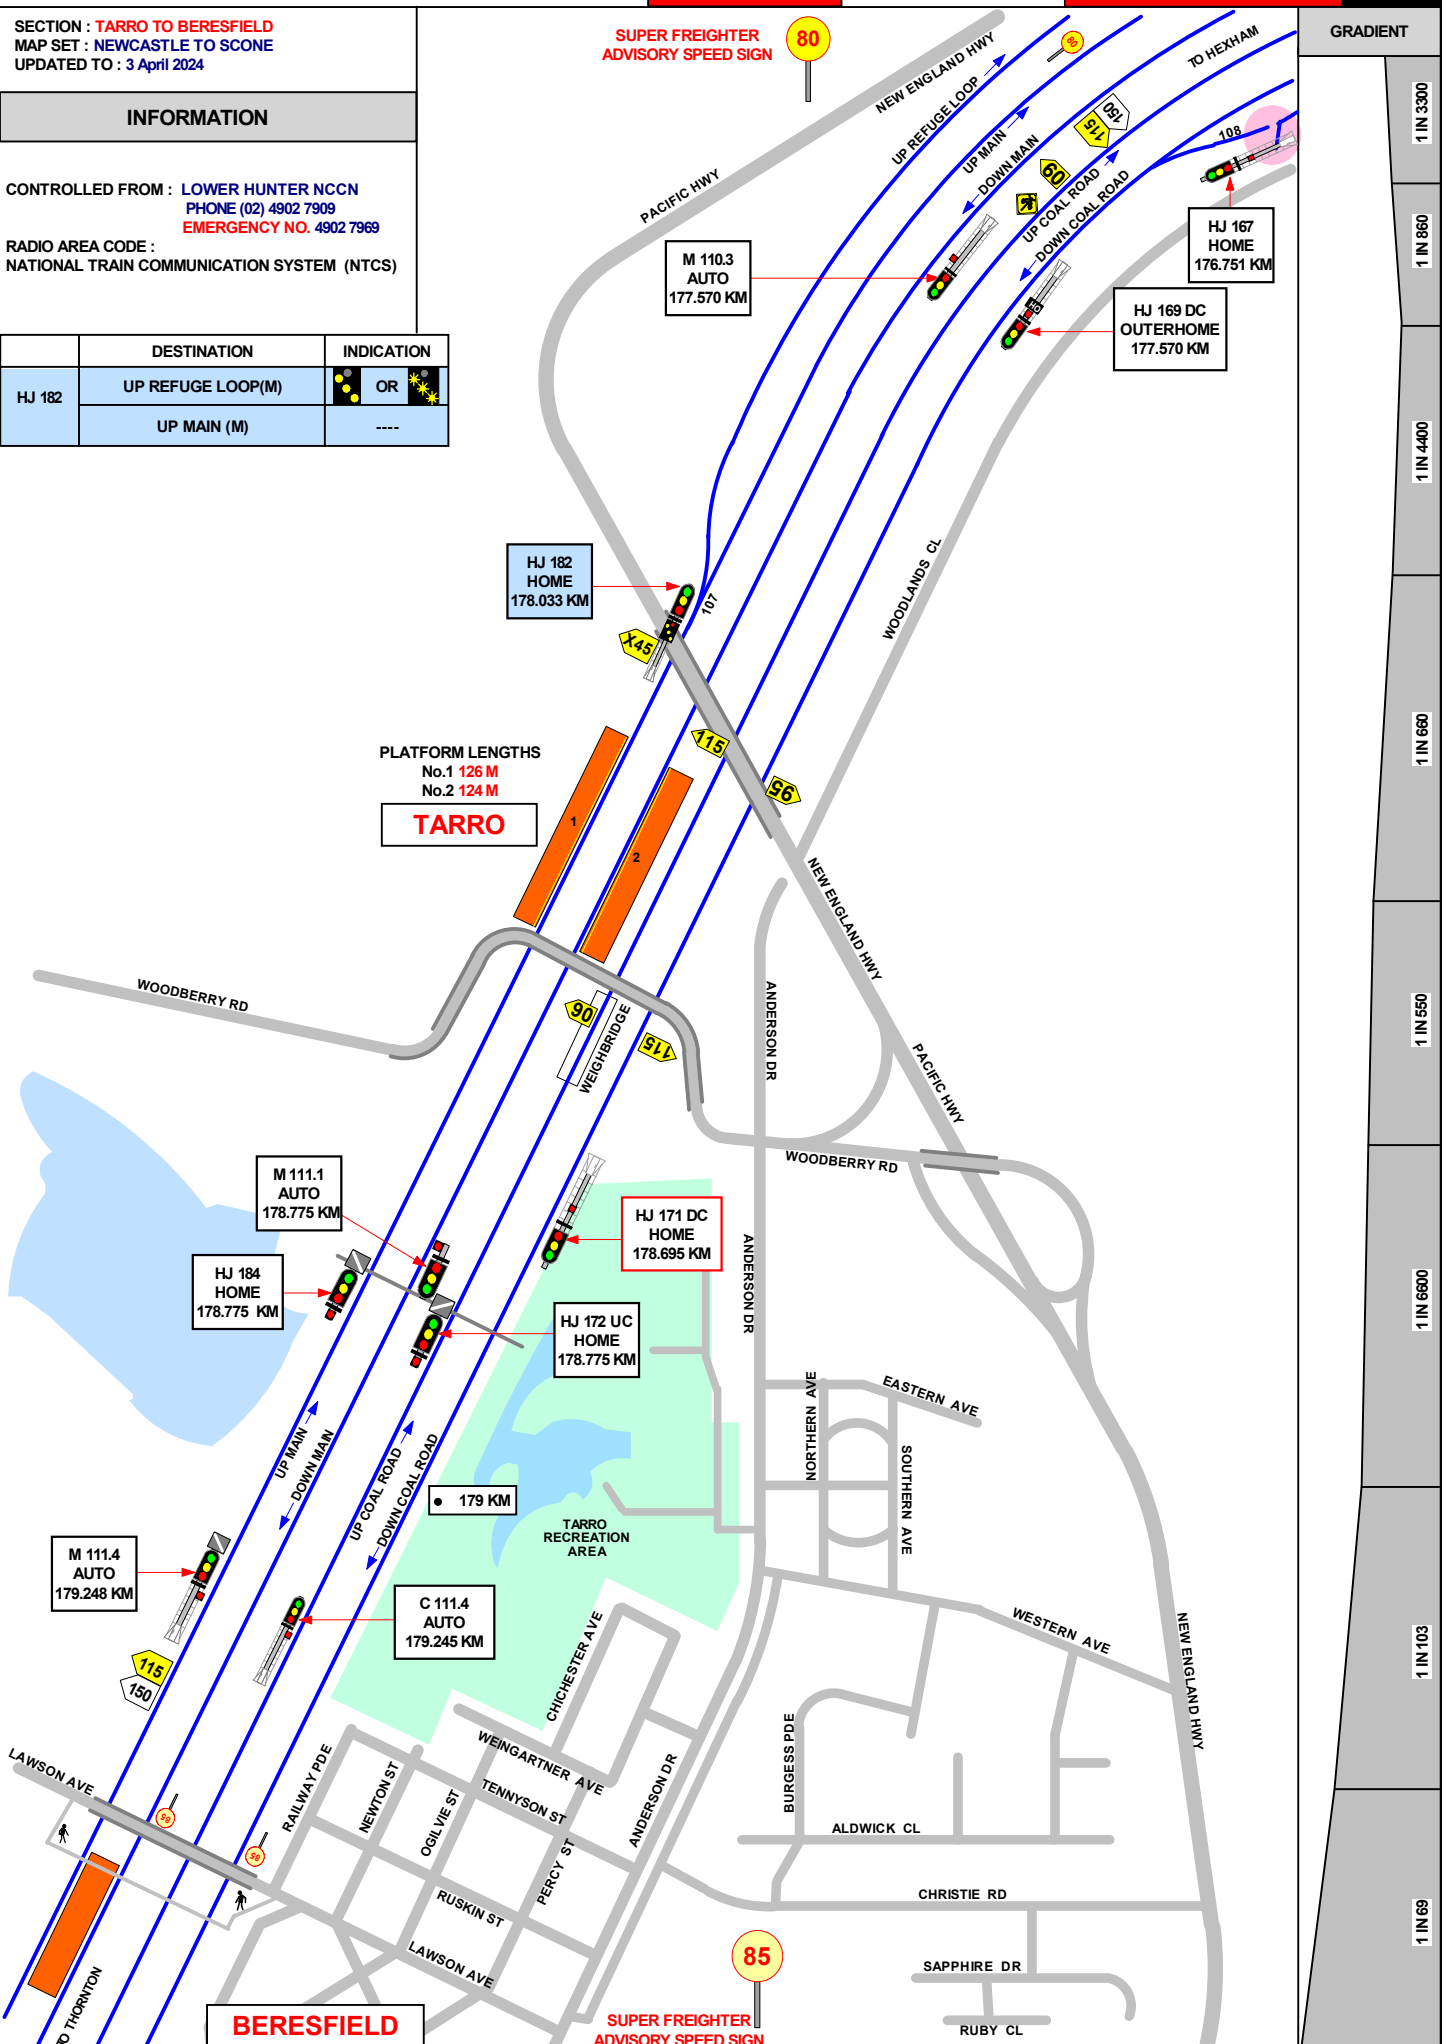 SECTION : TARRO TO BERESFIELD
MAP SET : NEWCASTLE TO SCONE
UPDATED TO : 3 April 2024
INFORMATION
CONTROLLED FROM : LOWER HUNTER NCCN
PHONE (02) 4902 7909
EMERGENCY NO. 4902 7969
RADIO AREA CODE :
NATIONAL TRAIN COMMUNICATION SYSTEM (NTCS)
DESTINATION INDICATION
HJ 182
UP REFUGE LOOP(M) OR
UP MAIN (M) ----
SUPER FREIGHTER
ADVISORY SPEED SIGN
80
80
GRADIENT
NEW ENGLAND HWY
PACIFIC HWY
UP REFUGE LOOP
UP MAIN
DOWN MAIN
TO HEXHAM
150
115
60
UP COAL ROAD
DOWN COAL ROAD
108
HJ 167
HOME
176.751 KM
M 110.3
AUTO
177.570 KM
HO
HJ 169 DC
OUTERHOME
177.570 KM
HJ 182
HOME
178.033 KM
107
X45
WOODLANDS CL
115
95
PLATFORM LENGTHS
No.1 126 M
No.2 124 M
TARRO
1
2
NEW ENGLAND HWY
WOODBERRY RD
90
WEIGHBRIDGE
115
ANDERSON DR
PACIFIC HWY
WOODBERRY RD
M 111.1
AUTO
178.775 KM
HJ 184
HOME
178.775 KM
HJ 171 DC
HOME
178.695 KM
HJ 172 UC
HOME
178.775 KM
ANDERSON DR
UP MAIN
DOWN MAIN
UP COAL ROAD
DOWN COAL ROAD
179 KM
TARRO
RECREATION
AREA
NORTHERN AVE
EASTERN AVE
SOUTHERN AVE
M 111.4
AUTO
179.248 KM
C 111.4
AUTO
179.245 KM
115
150
WESTERN AVE
NEW ENGLAND HWY
CHICHESTER AVE
WEINGARTNER AVE
LAWSON AVE
85
85
RAILWAY PDE
NEWTON ST
OGILVIE ST
TENNYSON ST
PERCY ST
ANDERSON DR
RUSKIN ST
LAWSON AVE
BURGESS PDE
ALDWICK CL
CHRISTIE RD
SAPPHIRE DR
RUBY CL
TO THORNTON
BERESFIELD
85
SUPER FREIGHTER
ADVISORY SPEED SIGN
1 IN 3300
1 IN 860
1 IN 4400
1 IN 660
1 IN 550
1 IN 6600
1 IN 103
1 IN 69